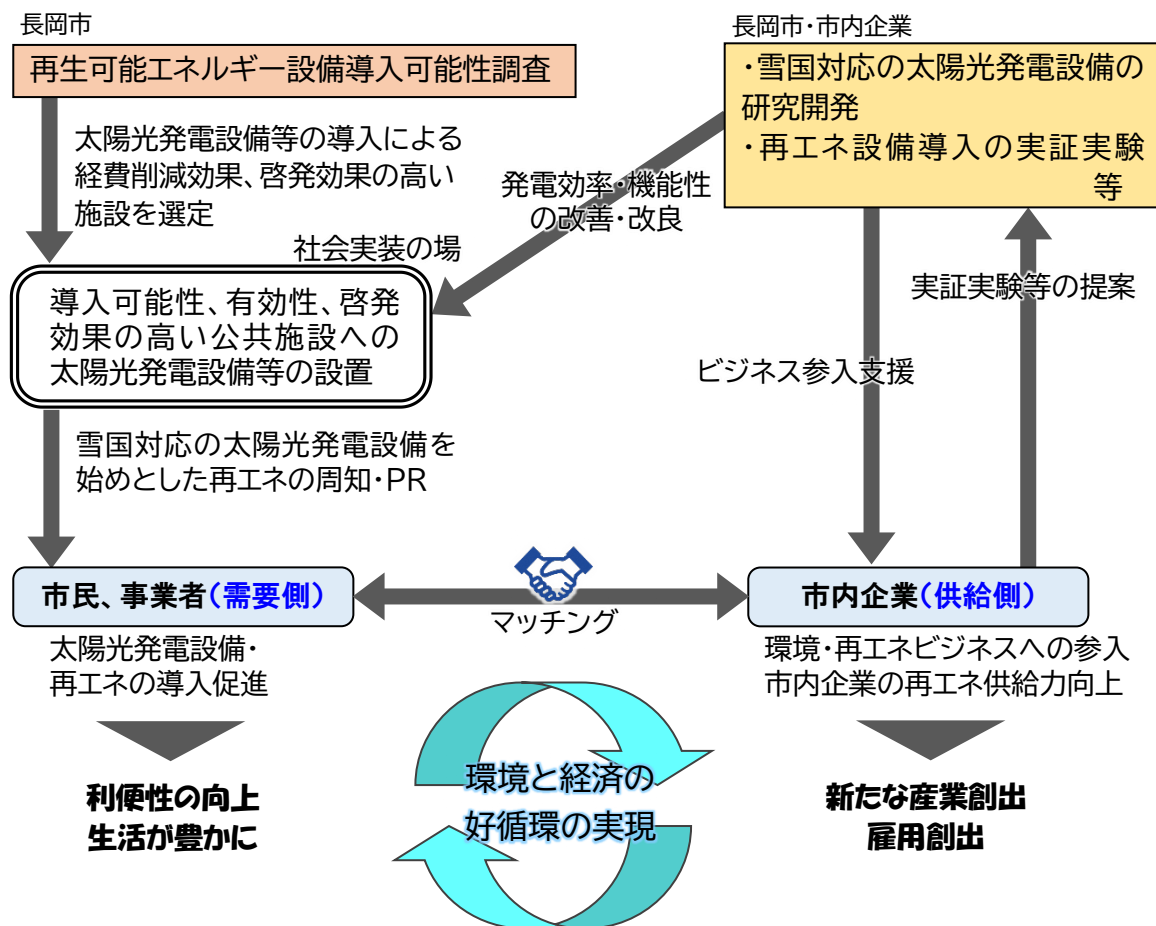 長岡市
再生可能エネルギー設備導入可能性調査
太陽光発電設備等の導入による
経費削減効果、啓発効果の高い
施設を選定
長岡市・市内企業
・雪国対応の太陽光発電設備の
研究開発
・再エネ設備導入の実証実験
等
発電効率・機能性
の改善・改良
社会実装の場
導入可能性、有効性、啓発
効果の高い公共施設への
太陽光発電設備等の設置
実証実験等の提案
ビジネス参入支援
雪国対応の太陽光発電設備を
始めとした再エネの周知・PR
市民、事業者(需要側)
マッチング
市内企業(供給側)
太陽光発電設備・
再エネの導入促進
環境・再エネビジネスへの参入
市内企業の再エネ供給力向上
利便性の向上
生活が豊かに
環境と経済の
好循環の実現
新たな産業創出
雇用創出